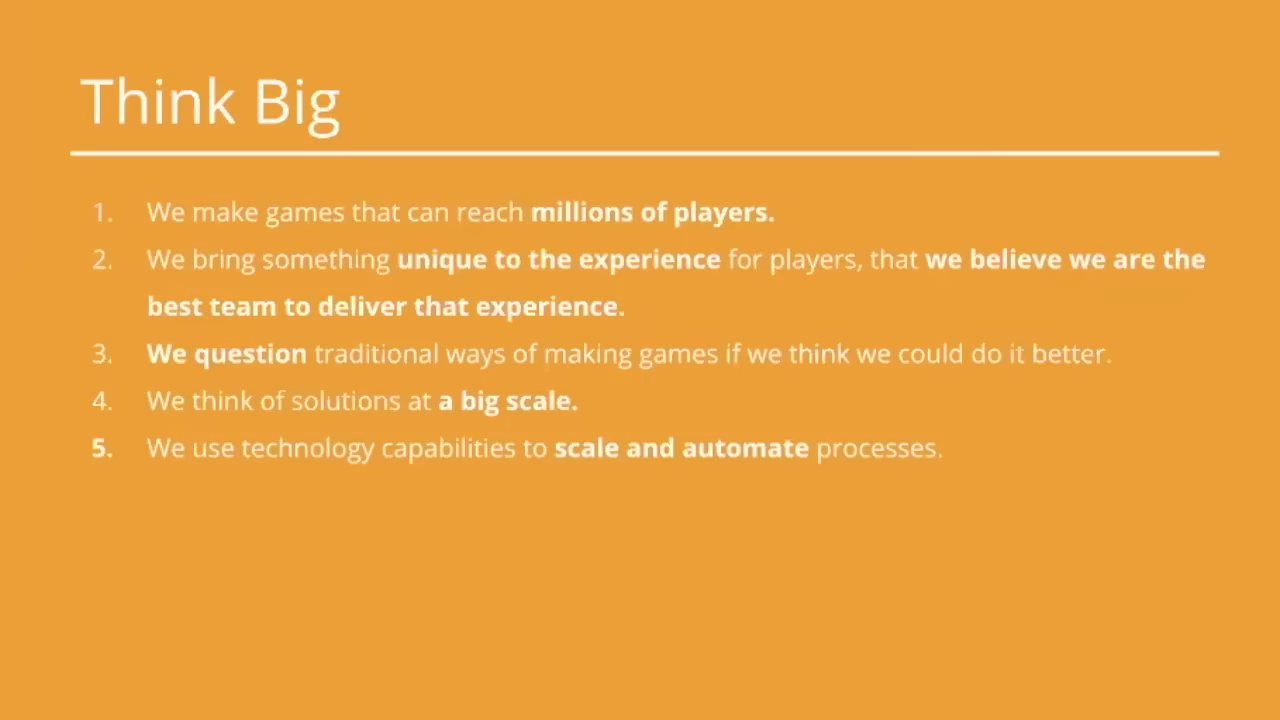 Think Big
1. We make games that can reach millions of players.
2. We bring something unique to the experience for players, that we believe we are the
best team to deliver that experience.
3. We question traditional ways of making games if we think we could do it better.
4. We think of solutions at a big scale.
5. We use technology capabilities to scale and automate processes.